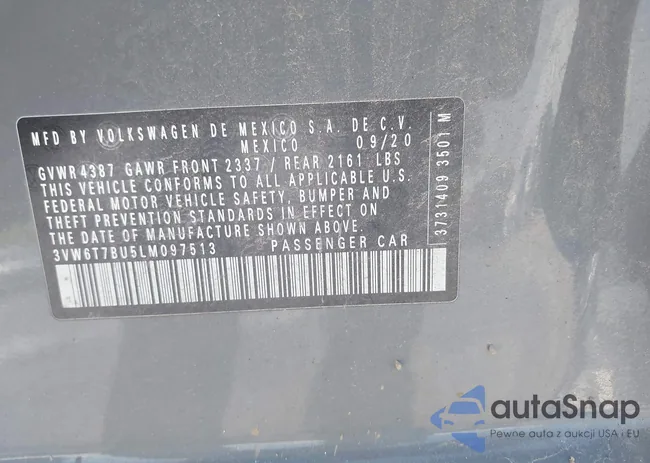 MFD BY VOLKSWAGEN DE MEXICO S.A. DE C.V.
MEXICO 09/20
GVWR 4387 GAWR FRONT 2337 / REAR 2161 LBS
THIS VEHICLE CONFORMS TO ALL APPLICABLE U.S.
FEDERAL MOTOR VEHICLE SAFETY, BUMPER AND
THEFT PREVENTION STANDARDS IN EFFECT ON
THE DATE OF MANUFACTURE SHOWN ABOVE.
3VW6T7BU5LM097513 PASSENGER CAR
3731409 3501 M
autaSnap
Pewne auta z aukcji USA i EU